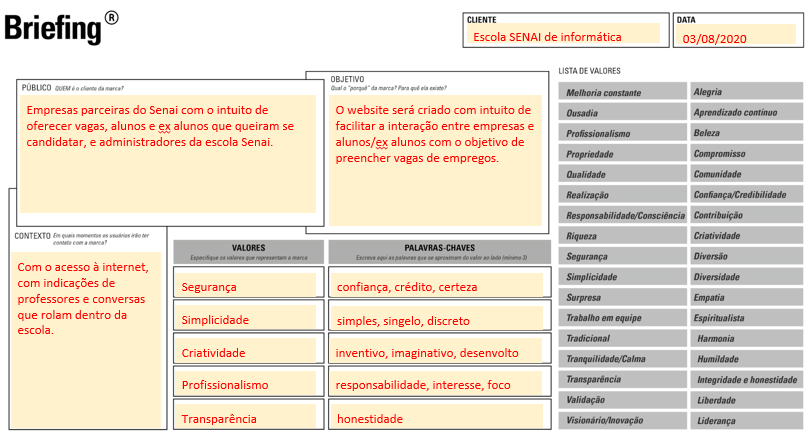 Briefing®
CLIENTE
Escola SENAI de informática
DATA
03/08/2020
PÚBLICO QUEM é o cliente da marca?
Empresas parceiras do Senai com o intuito de
oferecer vagas, alunos e ex alunos que queiram se
candidatar, e administradores da escola Senai.
OBJETIVO
Qual o "porquê" da marca? Para quê ela existe?
O website será criado com intuito de
facilitar a interação entre empresas e
alunos/ex alunos com o objetivo de
preencher vagas de empregos.
CONTEXTO Em quais momentos os usuários irão ter
contato com a marca?
Com o acesso à internet,
com indicações de
professores e conversas
que rolam dentro da
escola.
VALORES
Especifique os valores que representam a marca
PALAVRAS-CHAVES
Escreva aqui as palavras que se aproximam do valor ao lado (mínimo 3)
Segurança
confiança, crédito, certeza
Simplicidade
simples, singelo, discreto
Criatividade
inventivo, imaginativo, desenvolto
Profissionalismo
responsabilidade, interesse, foco
Transparência
honestidade
LISTA DE VALORES
Melhoria constante
Alegria
Ousadia
Aprendizado contínuo
Profissionalismo
Beleza
Propriedade
Compromisso
Qualidade
Comunidade
Realização
Confiança/Credibilidade
Responsabilidade/Consciência
Contribuição
Riqueza
Criatividade
Segurança
Diversão
Simplicidade
Diversidade
Surpresa
Empatia
Trabalho em equipe
Espiritualista
Tradicional
Harmonia
Tranquilidade/Calma
Humildade
Transparência
Integridade e honestidade
Validação
Liberdade
Visionário/Inovação
Liderança